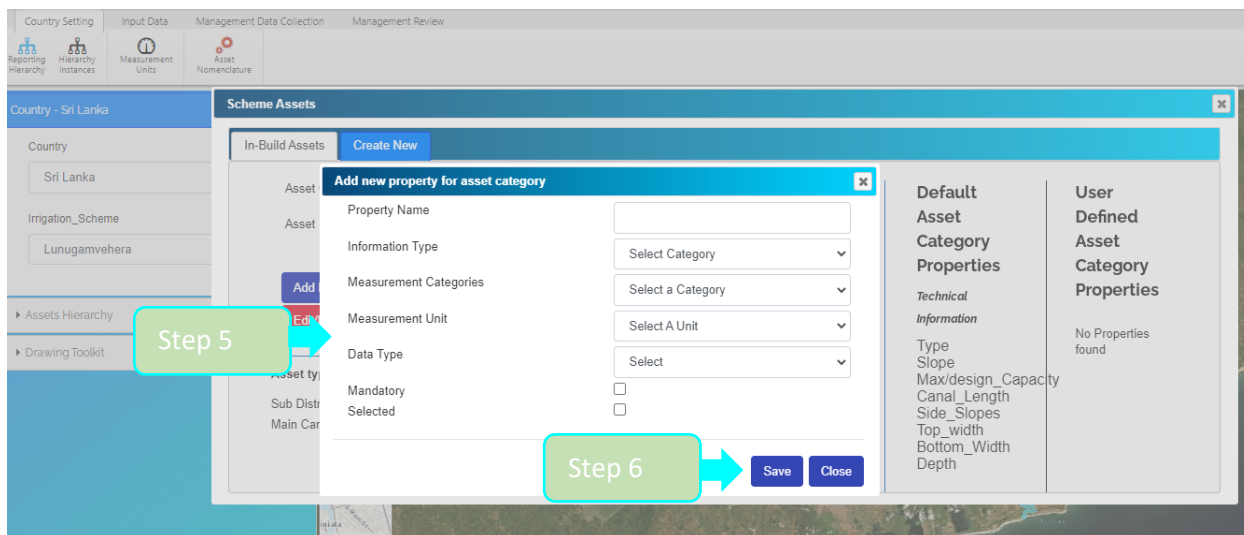 Country Setting Input Data Management Data Collection Management Review
Reporting Hierarchy Measurement Asset
Hierarchy Instances Units Nomenclature
Country - Sri Lanka
Country
Sri Lanka
Irrigation_Scheme
Lunugamvehera
Assets Hierarchy
Drawing Toolkit
Scheme Assets
In-Build Assets Create New
Asset
Asset
Add
Edi
Asset ty
Sub Distr
Main Can
Add new property for asset category
Property Name
Information Type Select Category
Measurement Categories Select a Category
Measurement Unit Select A Unit
Data Type Select
Mandatory
Selected
Save Close
Step 5
Step 6
Default
Asset
Category
Properties
Technical
Information
Type
Slope
Max/design_Capacity
Canal_Length
Side_Slopes
Top_width
Bottom_Width
Depth
User
Defined
Asset
Category
Properties
No Properties
found